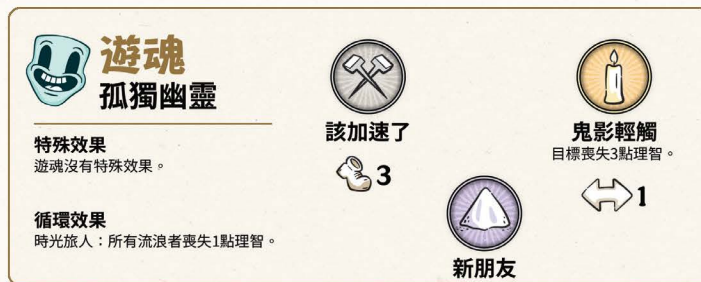 遊魂
孤獨幽靈
特殊效果
遊魂沒有特殊效果。
循環效果
時光旅人：所有流浪者喪失1點理智。
該加速了
3
新朋友
鬼影輕觸
目標喪失3點理智。
1